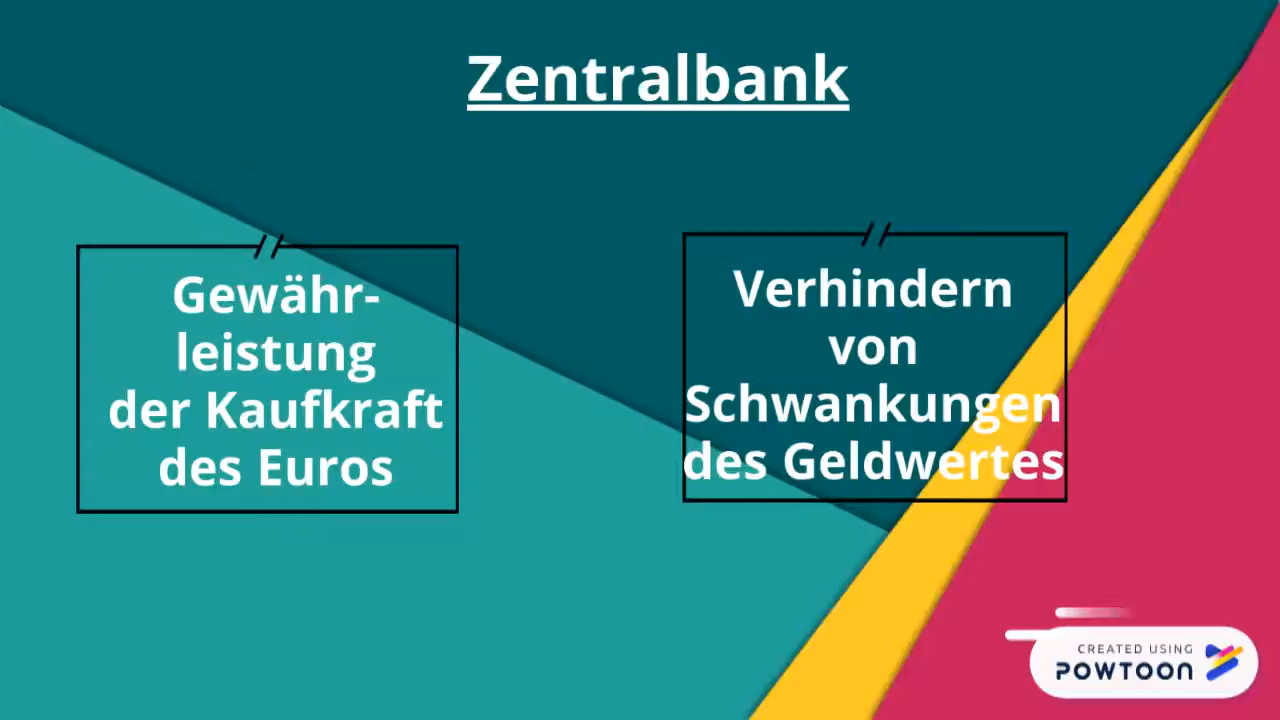 Zentralbank
Gewähr-
leistung
der Kaufkraft
des Euros
Verhindern
von
Schwankungen
des Geldwertes
CREATED USING
POWTOON